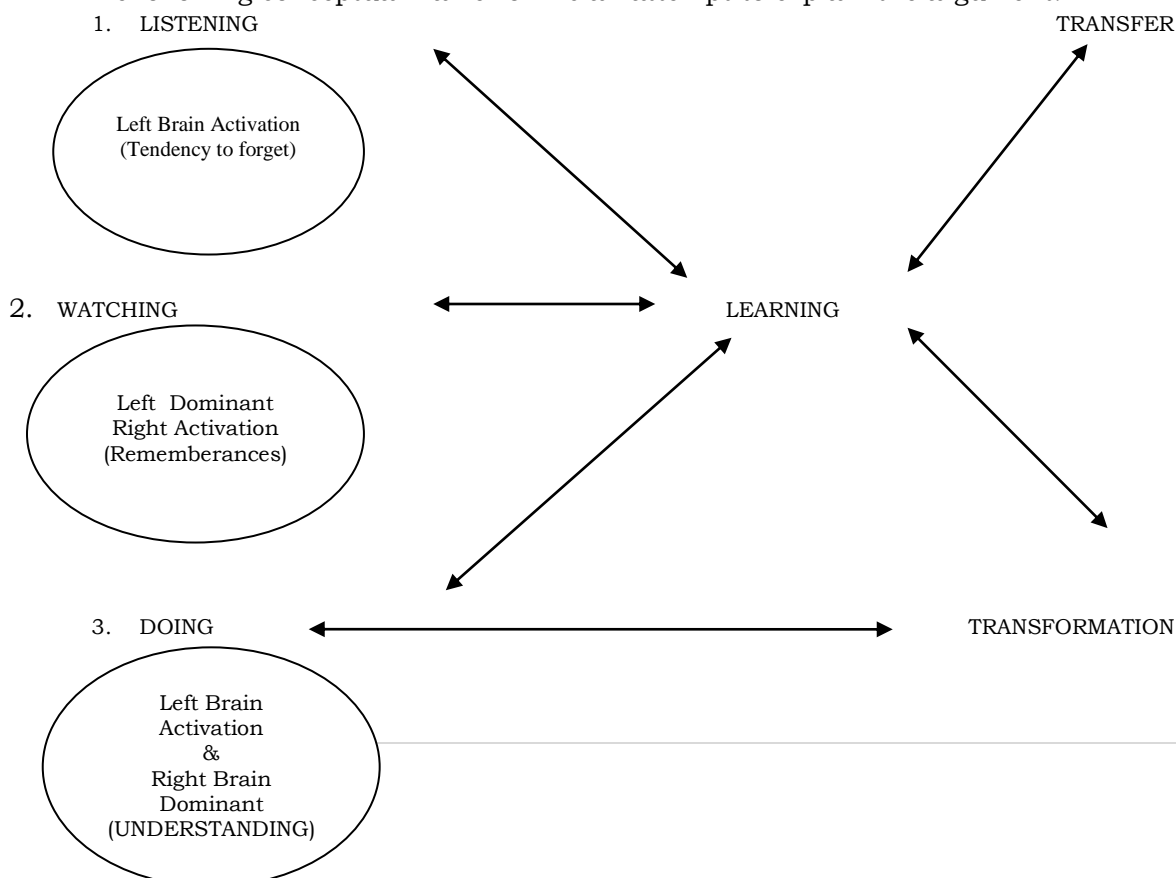 1. LISTENING
TRANSFER
Left Brain Activation
(Tendency to forget)
2. WATCHING
LEARNING
Left Dominant
Right Activation
(Rememberances)
3. DOING
TRANSFORMATION
Left Brain
Activation
&
Right Brain
Dominant
(UNDERSTANDING)